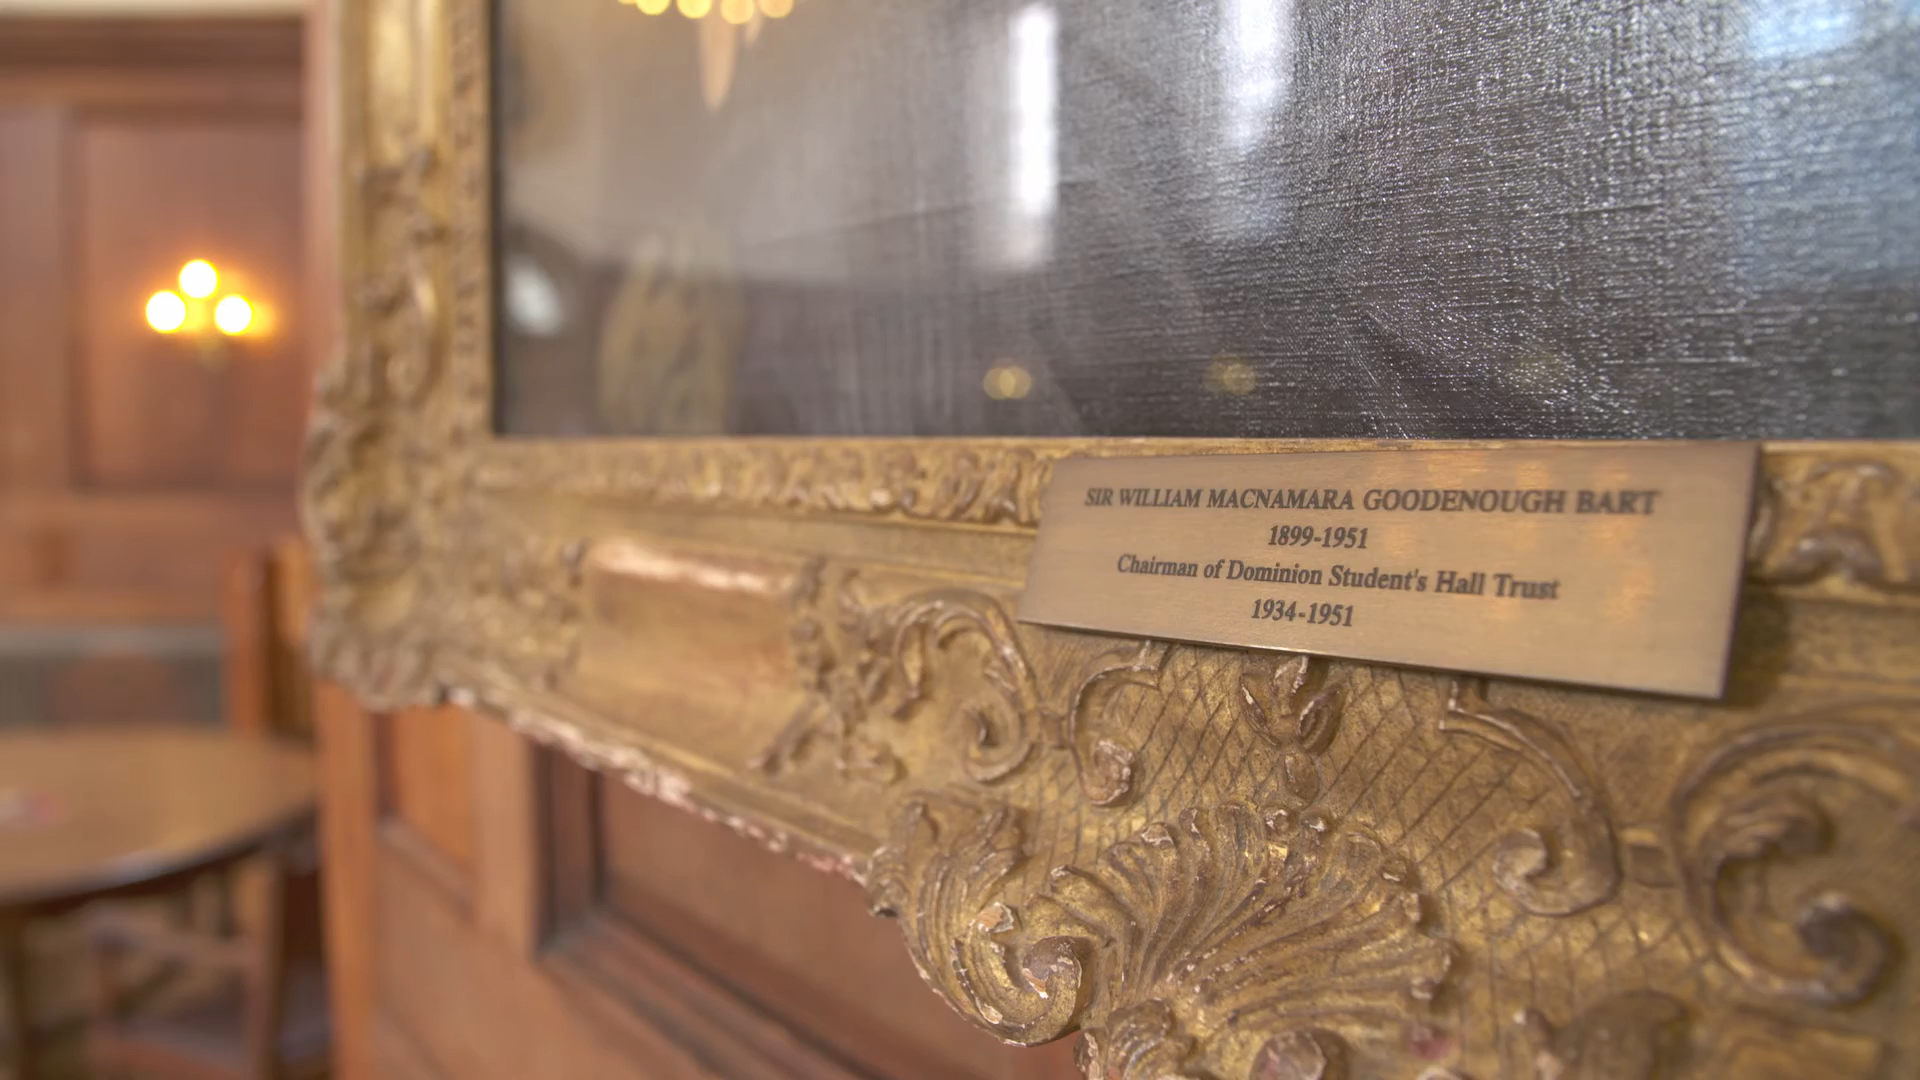 SIR WILLIAM MACNAMARA GOODENOUGH BART
1899-1951
Chairman of Dominion Student's Hall Trust
1934-1951